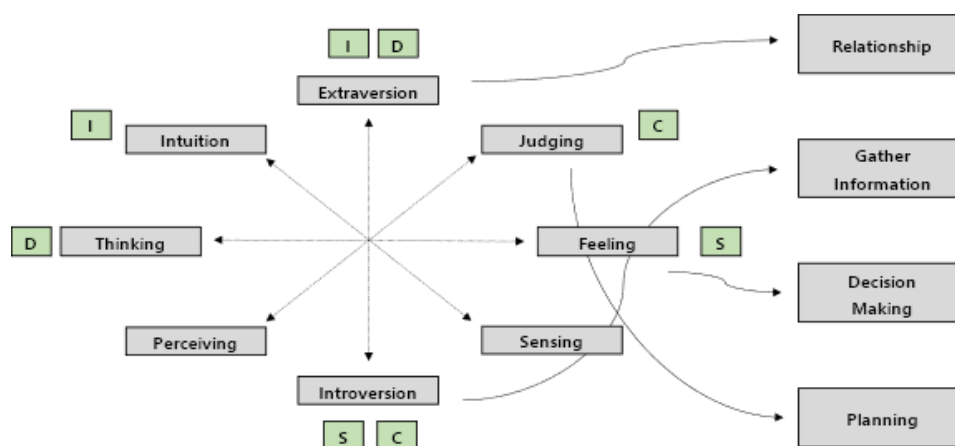 I D
Relationship
Extraversion
I
Intuition
Judging
C
Gather
Information
D
Thinking
Feeling
S
Decision
Making
Perceiving
Sensing
Introversion
Planning
S C